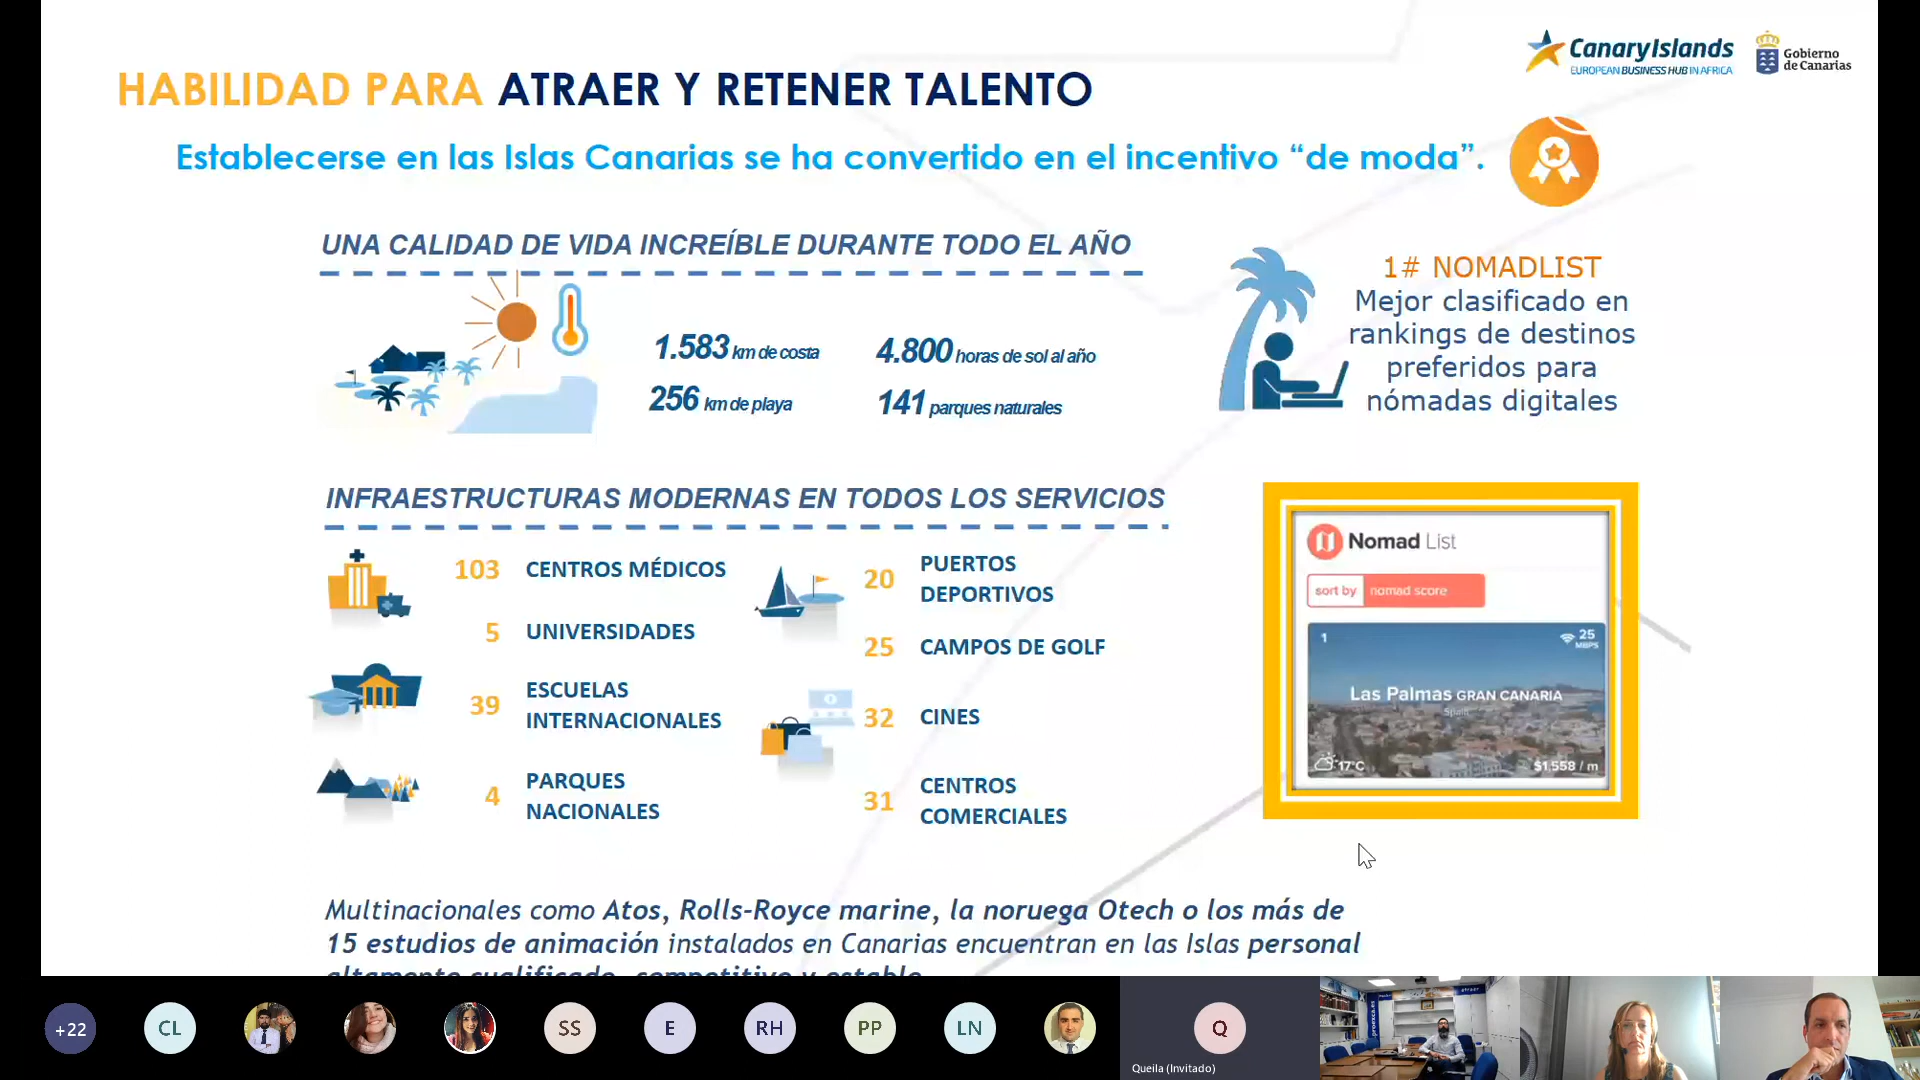 CanaryIslands
EUROPEAN BUSINESS HUB IN AFRICA
Gobierno
de Canarias
HABILIDAD PARA ATRAER Y RETENER TALENTO
Establecerse en las Islas Canarias se ha convertido en el incentivo “de moda”.
UNA CALIDAD DE VIDA INCREÍBLE DURANTE TODO EL AÑO
1.583 km de costa
4.800 horas de sol al año
256 km de playa
141 parques naturales
1# NOMADLIST
Mejor clasificado en
rankings de destinos
preferidos para
nómadas digitales
INFRAESTRUCTURAS MODERNAS EN TODOS LOS SERVICIOS
103 CENTROS MÉDICOS
5 UNIVERSIDADES
39 ESCUELAS
INTERNACIONALES
4 PARQUES
NACIONALES
20 PUERTOS
DEPORTIVOS
25 CAMPOS DE GOLF
32 CINES
31 CENTROS
COMERCIALES
Nomad List
sort by nomad score
1
25
MBPS
Las Palmas GRAN CANARIA
Spain
17°C
$1,558 / m
Multinacionales como Atos, Rolls-Royce marine, la noruega Otech o los más de
15 estudios de animación instalados en Canarias encuentran en las Islas personal
altamente cualificado, competitivo y estable
+22
CL
SS
E
RH
PP
LN
Q
Queila (Invitado)